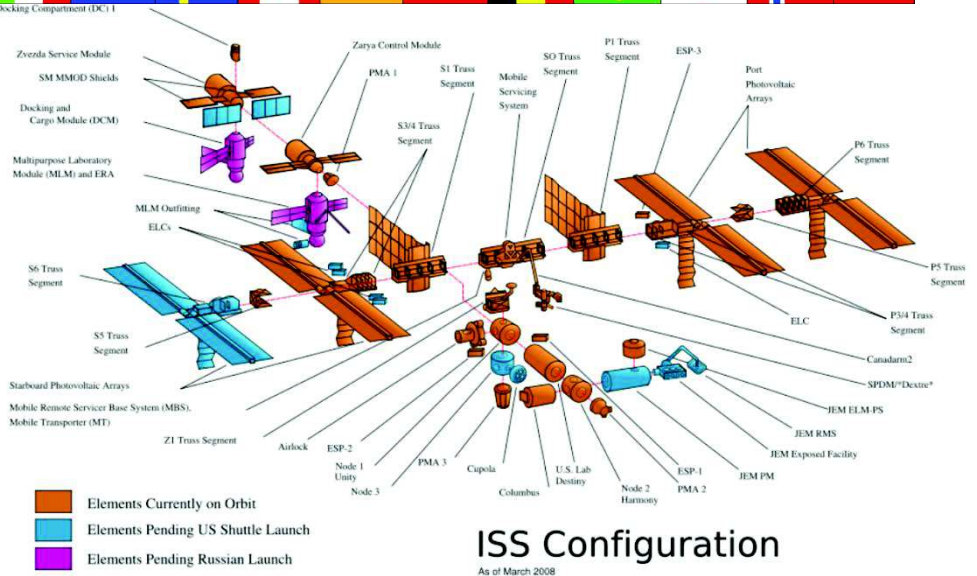 Docking Compartment (DC) 1
Zvezda Service Module
SM MMOD Shields
Docking and
Cargo Module (DCM)
Multipurpose Laboratory
Module (MLM) and ERA
MLM Outfitting
ELCs
Zarya Control Module
PMA 1
S1 Truss
Segment
S3/4 Truss
Segment
Mobile
Servicing
System
SO Truss
Segment
P1 Truss
Segment
ESP-3
Port
Photovoltaic
Arrays
P6 Truss
Segment
S6 Truss
Segment
S5 Truss
Segment
Starboard Photovoltaic Arrays
Mobile Remote Servicer Base System (MBS),
Mobile Transporter (MT)
Z1 Truss Segment
Airlock
ESP-2
Node 1
Unity
Node 3
PMA 3
Cupola
Columbus
U.S. Lab
Destiny
Node 2
Harmony
ESP-1
PMA 2
JEM PM
JEM Exposed Facility
JEM RMS
JEM ELM-PS
SPDM/*Dextre*
Canadarm2
ELC
P3/4 Truss
Segment
P5 Truss
Segment
Elements Currently on Orbit
Elements Pending US Shuttle Launch
Elements Pending Russian Launch
ISS Configuration
As of March 2008